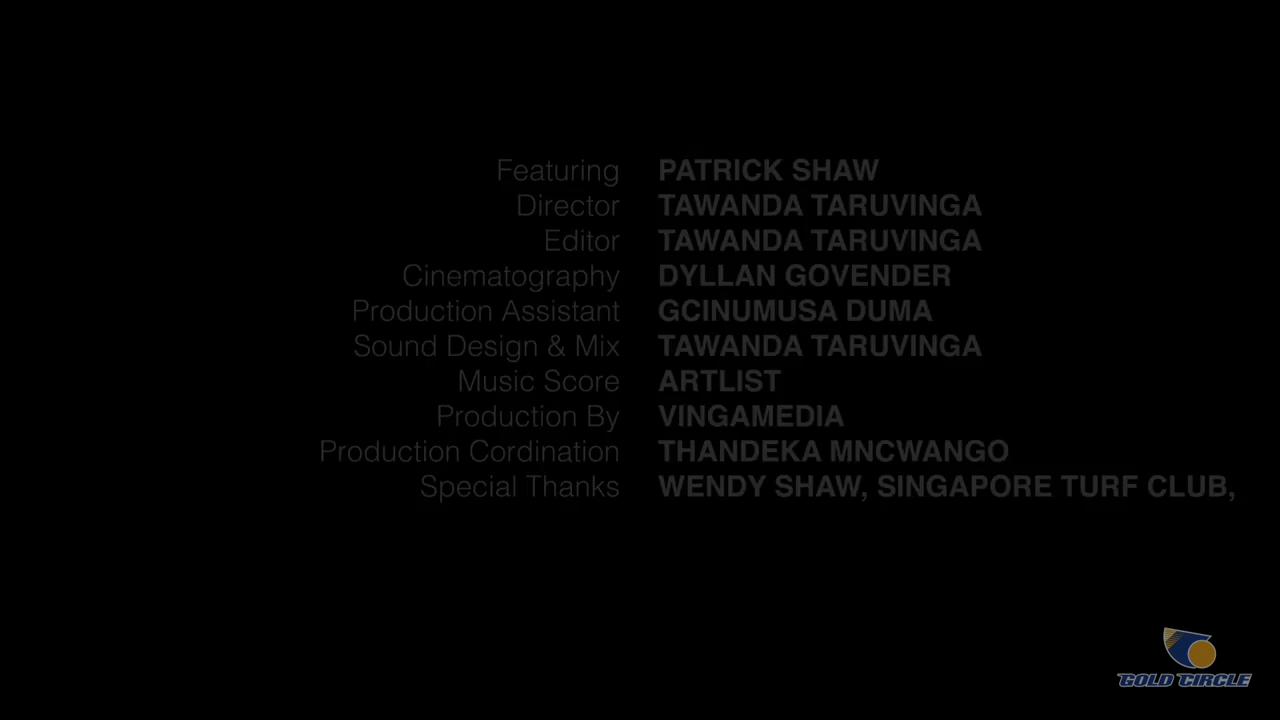 Featuring PATRICK SHAW
Director TAWANDA TARUVINGA
Editor TAWANDA TARUVINGA
Cinematography DYLLAN GOVENDER
Production Assistant GCINUMUSA DUMA
Sound Design & Mix TAWANDA TARUVINGA
Music Score ARTLIST
Production By VINGAMEDIA
Production Cordination THANDEKA MNCWANGO
Special Thanks WENDY SHAW, SINGAPORE TURF CLUB,
GOLD CIRCLE